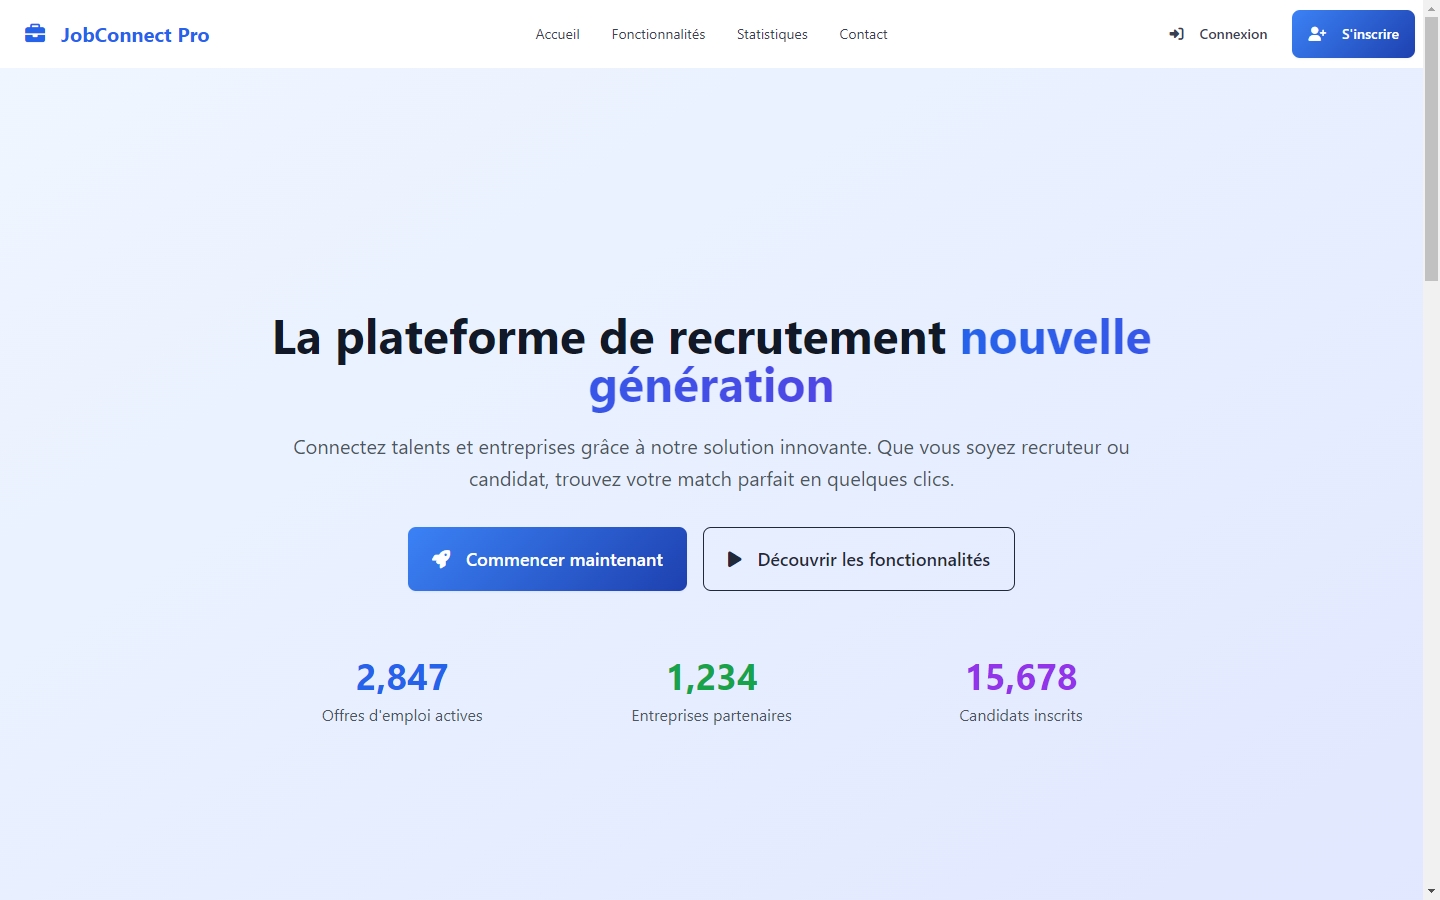 JobConnect Pro
Accueil
Fonctionnalités
Statistiques
Contact
Connexion
S'inscrire
La plateforme de recrutement nouvelle
génération
Connectez talents et entreprises grâce à notre solution innovante. Que vous soyez recruteur ou
candidat, trouvez votre match parfait en quelques clics.
Commencer maintenant
Découvrir les fonctionnalités
2,847
Offres d'emploi actives
1,234
Entreprises partenaires
15,678
Candidats inscrits